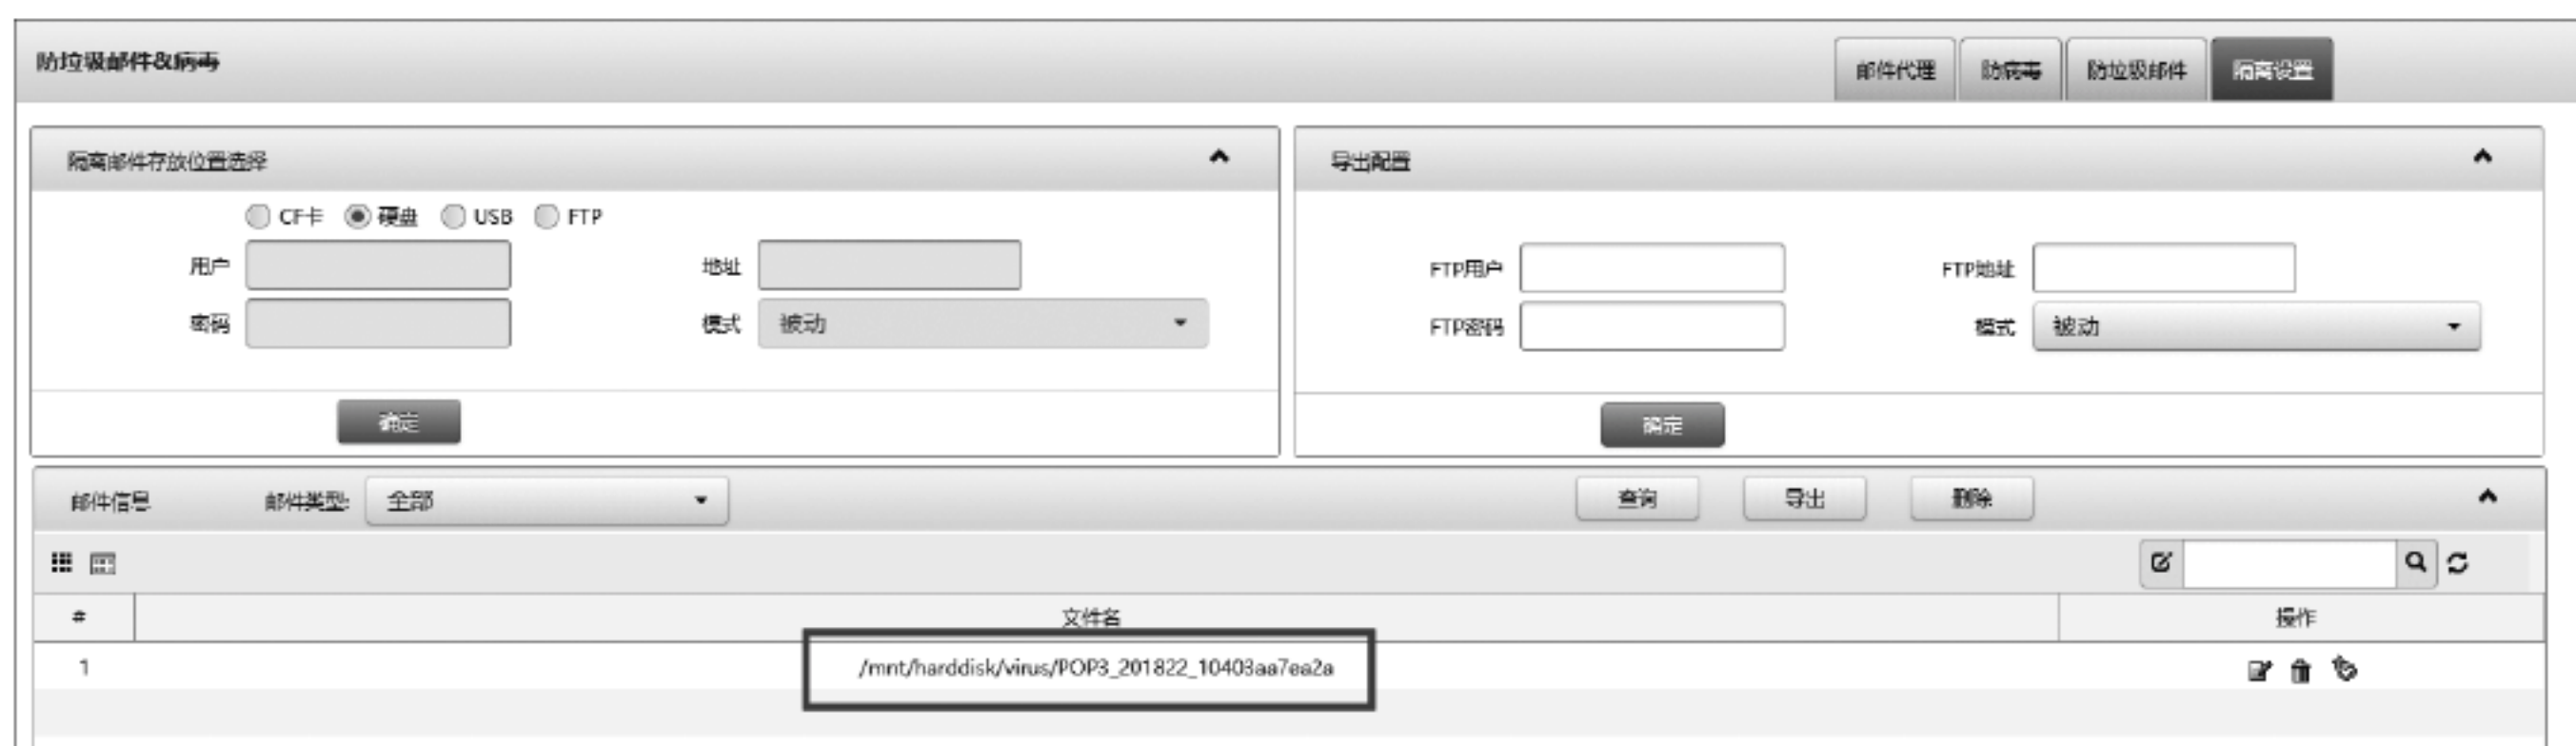 防垃圾邮件&病毒
邮件代理 防病毒 防垃圾邮件 隔离设置
隔离邮件存放位置选择
CF卡 硬盘 USB FTP
用户 地址
密码 模式 被动
确定
导出配置
FTP用户 FTP地址
FTP密码 模式 被动
确定
邮件信息 邮件类型: 全部 查询 导出 删除
# 文件名 操作
1 /mnt/harddisk/virus/POP3_201822_10403aa7ea2a